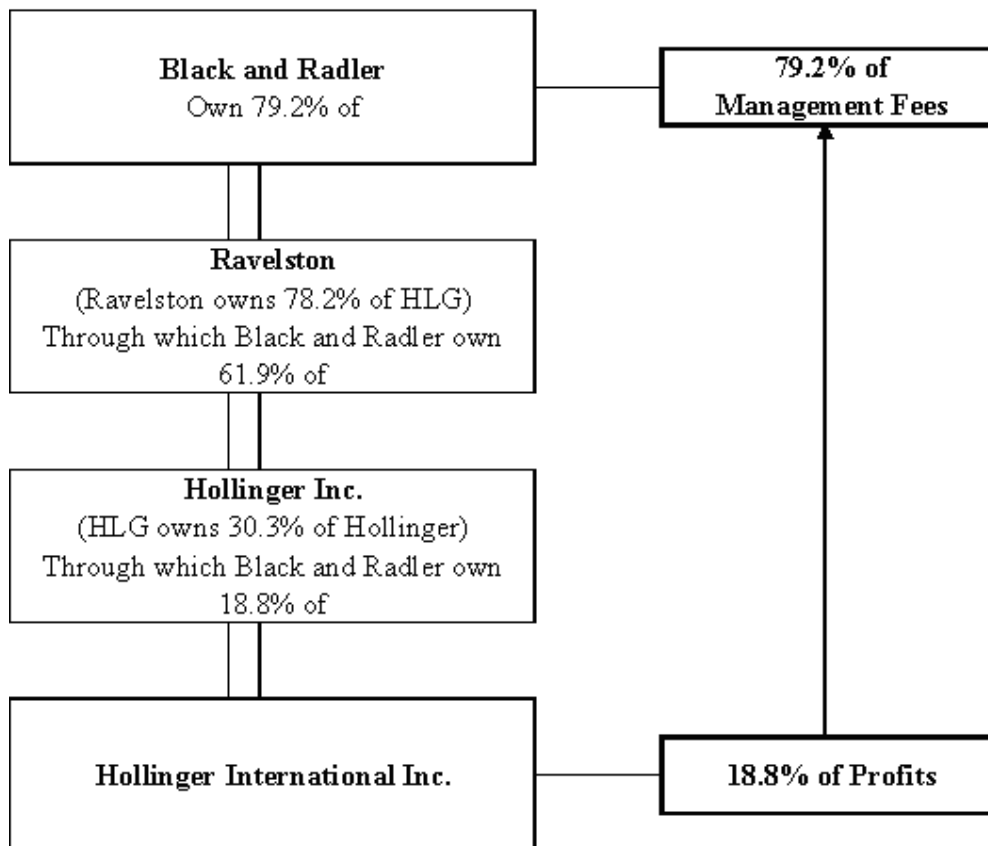 Black and Radler
Own 79.2% of
79.2% of
Management Fees
Ravelston
(Ravelston owns 78.2% of HLG)
Through which Black and Radler own
61.9% of
Hollinger Inc.
(HLG owns 30.3% of Hollinger)
Through which Black and Radler own
18.8% of
Hollinger International Inc.
18.8% of Profits